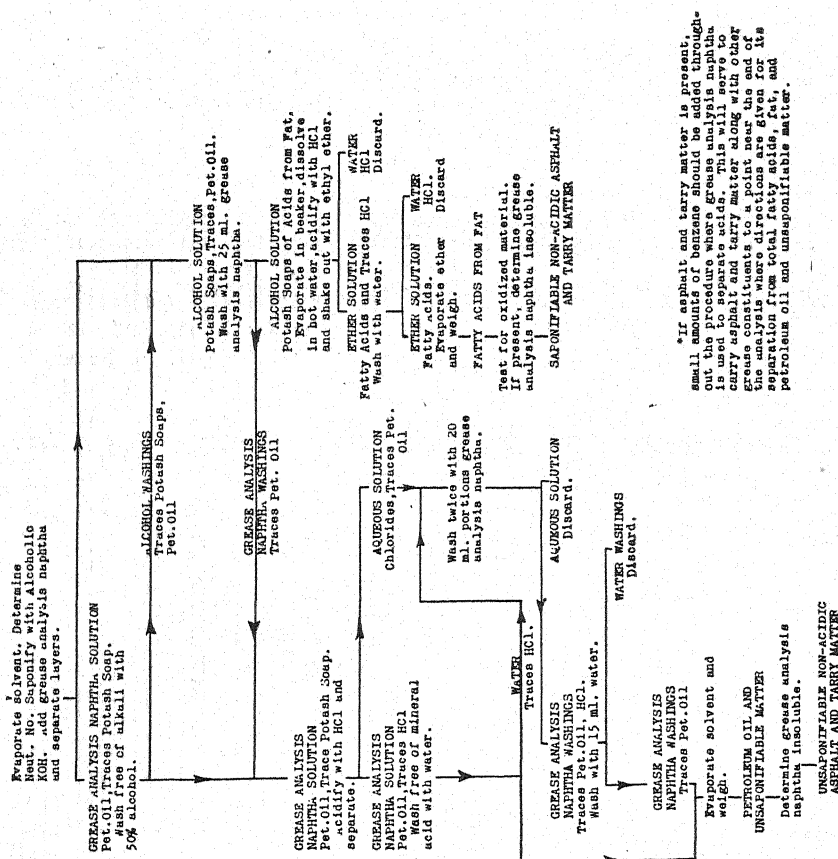 Evaporate solvent. Determine
Neut. No. Saponify with Alcoholic
KOH. Add grease analysis naphtha
and separate layers.
GREASE ANALYSIS NAPHTHA SOLUTION
Pet.Oil,Traces Potash Soap.
Wash free of alkali with
50% alcohol.
ALCOHOL WASHINGS
Traces Potash Soaps,
Pet.Oil
ALCOHOL SOLUTION
Potash Soaps,Traces,Pet.Oil.
Wash with 25 ml. grease
analysis naphtha.
GREASE ANALYSIS
NAPHTHA WASHINGS
Traces Pet. Oil
ALCOHOL SOLUTION
Potash Soaps of Acids from Fat.
Evaporate in beaker,dissolve
in hot water,acidify with HCl
and shake out with ethyl ether.
ETHER SOLUTION
Fatty Acids and Traces HCl
Wash with water.
WATER
HCl
Discard.
ETHER SOLUTION
Fatty Acids.
Evaporate ether
and weigh.
WATER
HCl.
Discard
FATTY ACIDS FROM FAT
Test for oxidized material.
If present, determine grease
analysis naphtha insoluble.
SAPONIFIABLE NON-ACIDIC ASPHALT
AND TARRY MATTER
GREASE ANALYSIS
NAPHTHA SOLUTION
Pet.Oil,Trace Potash Soap.
Acidify with HCl and
separate.
AQUEOUS SOLUTION
Chlorides,Traces Pet.
Oil
GREASE ANALYSIS
NAPHTHA SOLUTION
Pet.Oil,Traces HCl
Wash free of mineral
acid with water.
Wash twice with 20
ml. portions grease
analysis naphtha.
WATER
Traces HCl.
AQUEOUS SOLUTION
Discard.
GREASE ANALYSIS
NAPHTHA WASHINGS
Traces Pet.Oil, HCl.
Wash with 15 ml. water.
WATER WASHINGS
Discard.
GREASE ANALYSIS
NAPHTHA WASHINGS
Traces Pet.Oil
Evaporate solvent and
weigh.
PETROLEUM OIL AND
UNSAPONIFIABLE MATTER
Determine grease analysis
naphtha insoluble.
UNSAPONIFIABLE NON-ACIDIC
ASPHALT AND TARRY MATTER
*If asphalt and tarry matter is present,
small amounts of benzene should be added through-
out the procedure where grease analysis naphtha
is used to separate acids. This will serve to
carry asphalt and tarry matter along with other
grease constituents to a point near the end of
the analysis where directions are given for its
separation from total fatty acids, fat, and
petroleum oil and unsaponifiable matter.